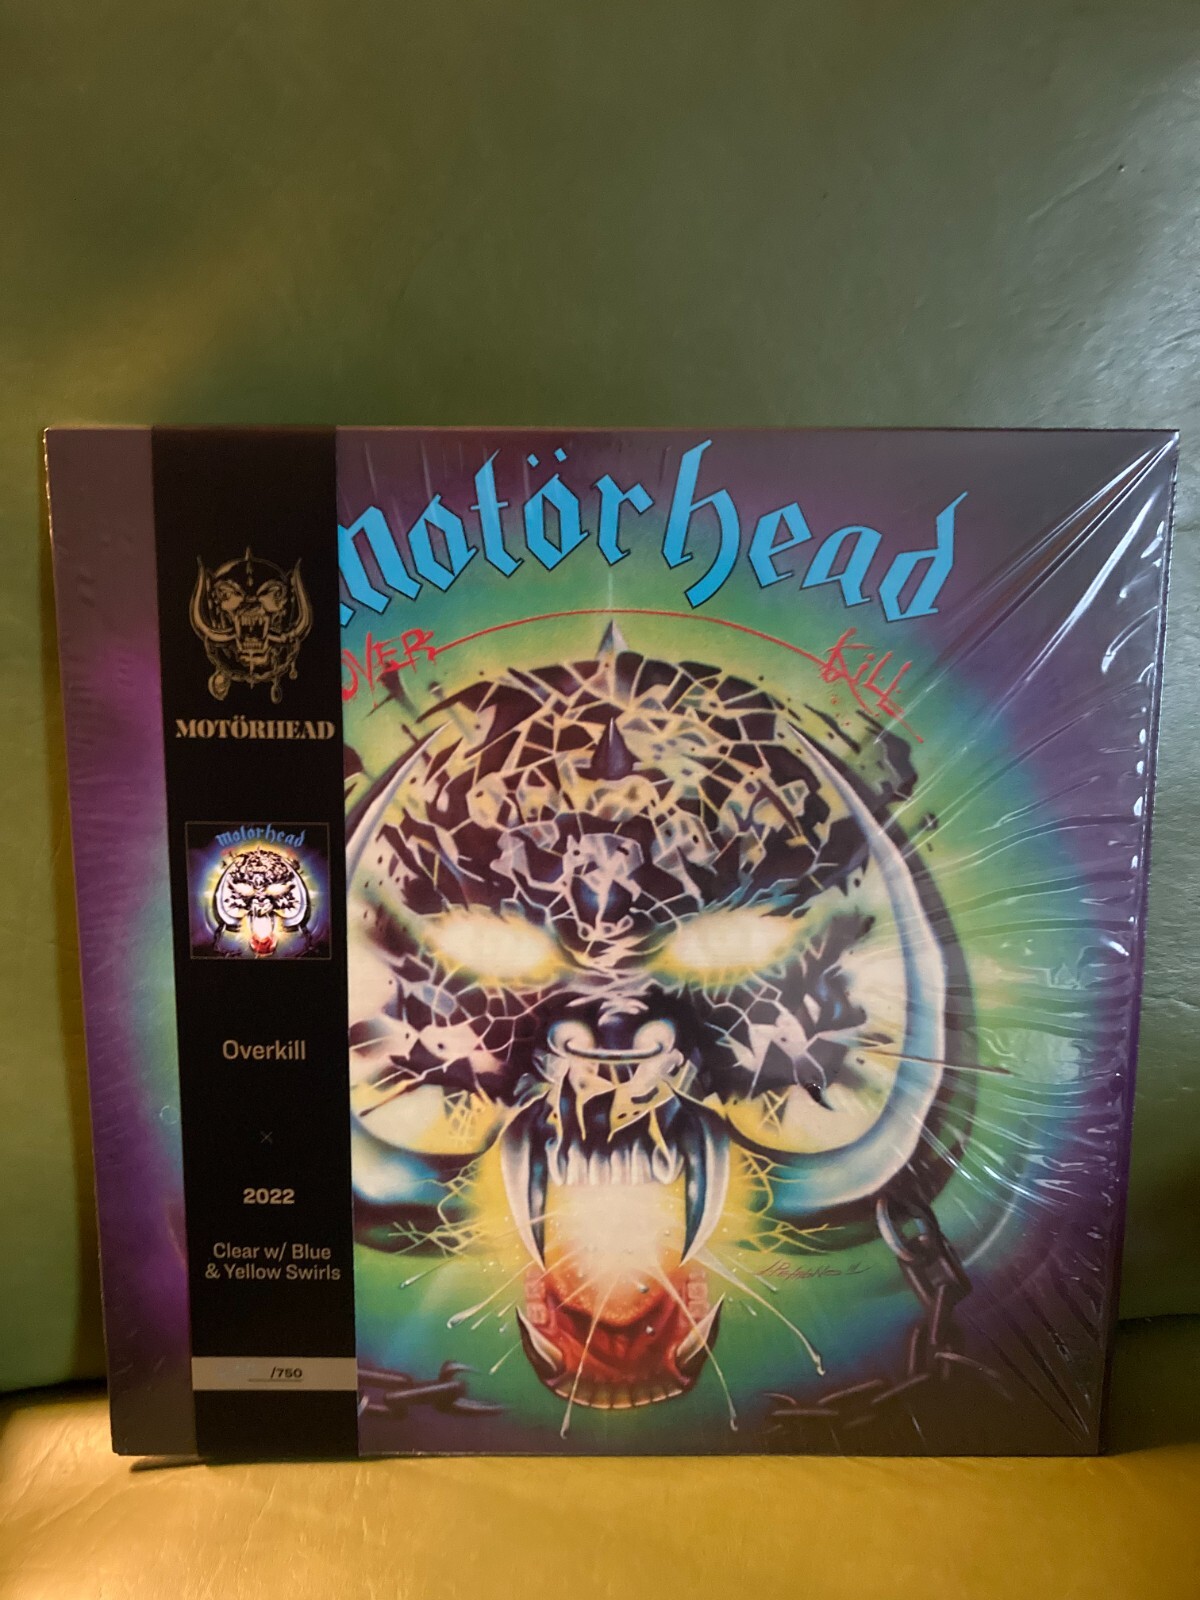 motörhead
OVER KiLL
MOTÖRHEAD
motörhead
Overkill
2022
Clear w/ Blue
& Yellow Swirls
/750